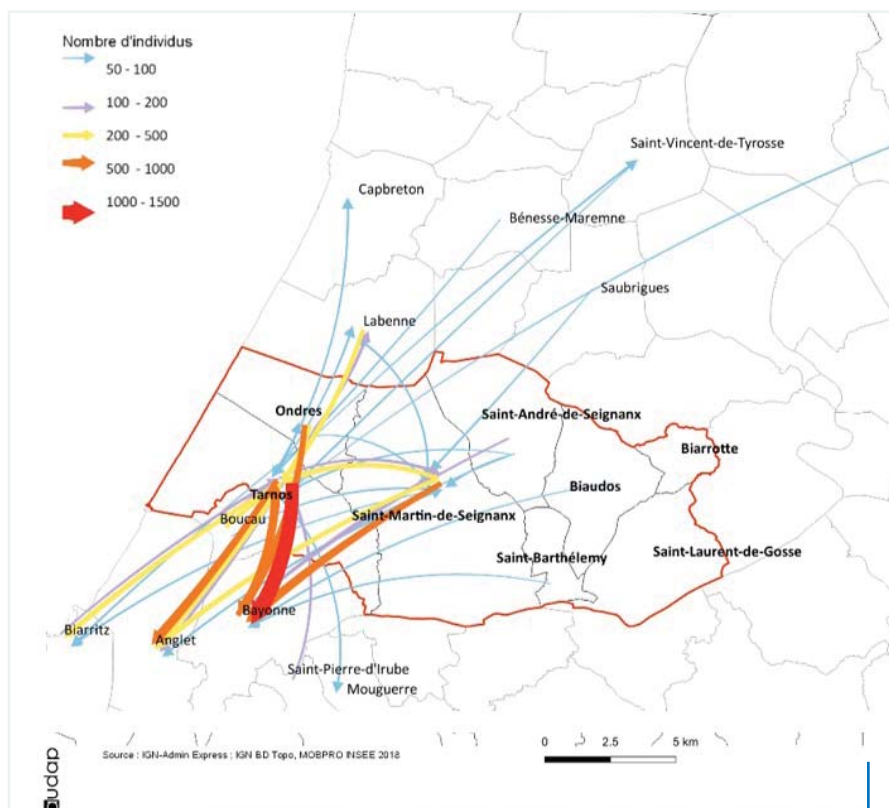 Nombre d'individus
50 - 100
100 - 200
200 - 500
500 - 1000
1000 - 1500
Saint-Vincent-de-Tyrosse
Capbreton
Bénesse-Maremne
Saubrigues
Labenne
Ondres
Saint-André-de-Seignanx
Biarrotte
Tarnos
Biaudos
Boucau
Saint-Martin-de-Seignanx
Saint-Barthélemy
Saint-Laurent-de-Gosse
Bayonne
Biarritz
Anglet
Saint-Pierre-d'Irube
Mouguerre
Source : IGN-Admin Express ; IGN BD Topo, MOBPRO INSEE 2018
0 2.5 5 km
udap